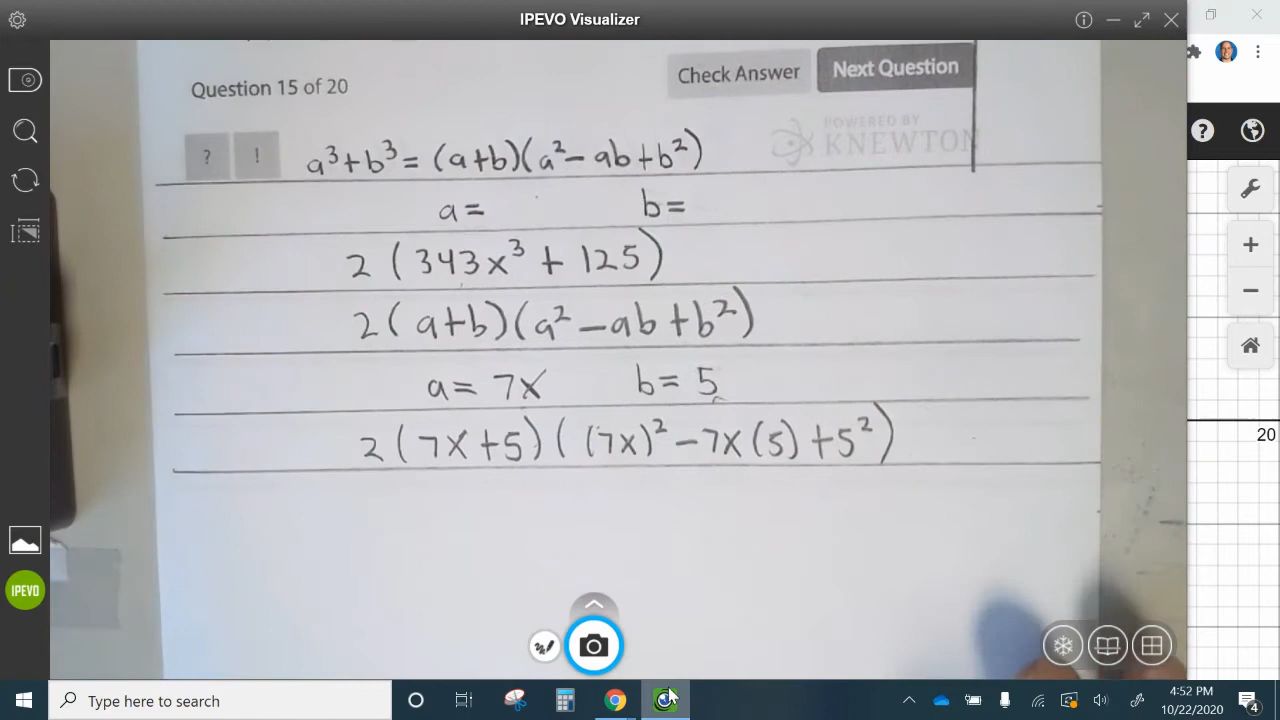 IPEVO Visualizer
Question 15 of 20
Check Answer
Next Question
POWERED BY
KNEWTON
? ! a³+b³=(a+b)(a²-ab+b²)
a= b=
2(343x³+125)
2(a+b)(a²-ab+b²)
a=7x b=5
2(7x+5)((7x)²-7x(5)+5²)
20
IPEVO
Type here to search
4:52 PM
10/22/2020
4